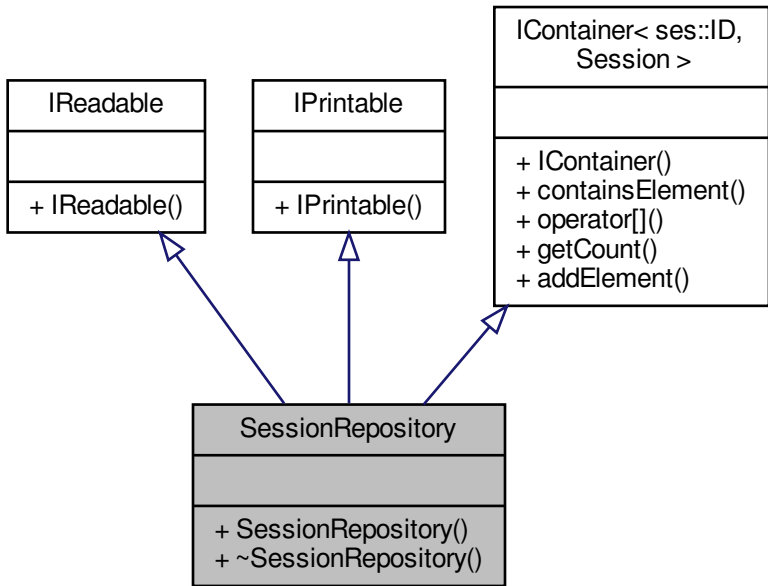 IReadable
+ IReadable()
IPrintable
+ IPrintable()
IContainer< ses::ID,
Session >
+ IContainer()
+ containsElement()
+ operator[]()
+ getCount()
+ addElement()
SessionRepository
+ SessionRepository()
+ ~SessionRepository()